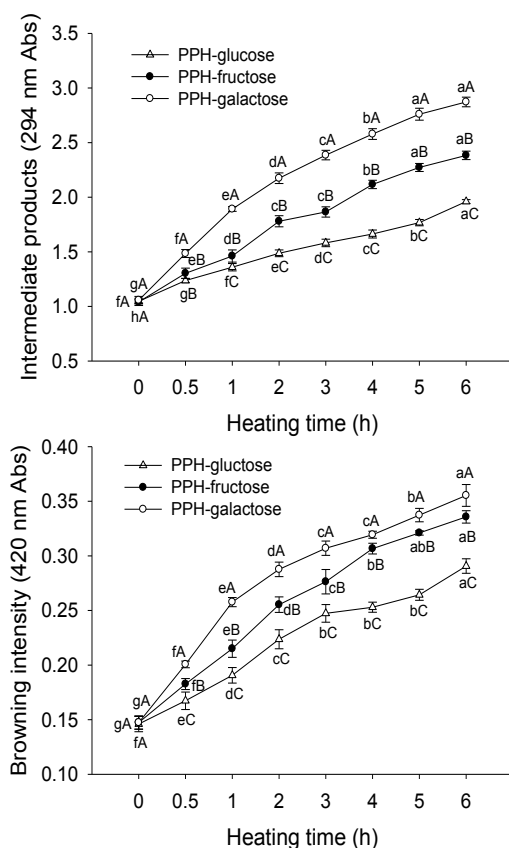 3.5
PPH-glucose
3.0
aA
PPH-fructose
aA
PPH-galactose
bA
2.5
cA
dA
aB
aB
2.0
eA
bB
cB
cB
aC
fA
bC
1.5
eB
dB
cC
dC
gA
eC
fC
gB
1.0
fA
hA
0.5
0 0.5 1 2 3 4 5 6
Heating time (h)
Intermediate products (294 nm Abs)
0.40
PPH-gluctose
aA
PPH-fructose
bA
0.35
PPH-galactose
cA
cA
dA
aB
abB
0.30
eA
bB
aC
cB
0.25
eB
dB
bC
bC
bC
fA
cC
0.20
fB
dC
gA
eC
0.15
gA
fA
0.10
0 0.5 1 2 3 4 5 6
Heating time (h)
Browning intensity (420 nm Abs)